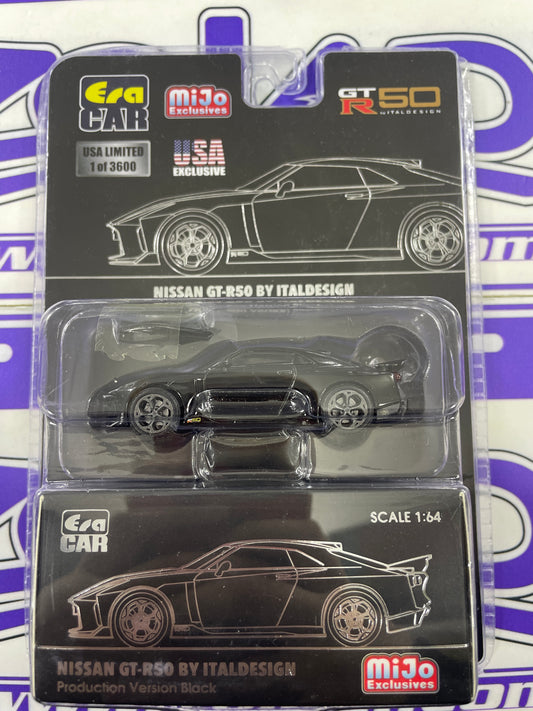 Era
CAR
MiJo
Exclusives
GT
R50
by ITALDESIGN
USA LIMITED
1 of 3600
USA
EXCLUSIVE
NISSAN GT-R50 BY ITALDESIGN
Era
CAR
SCALE 1:64
NISSAN GT-R50 BY ITALDESIGN
Production Version Black
MiJo
Exclusives